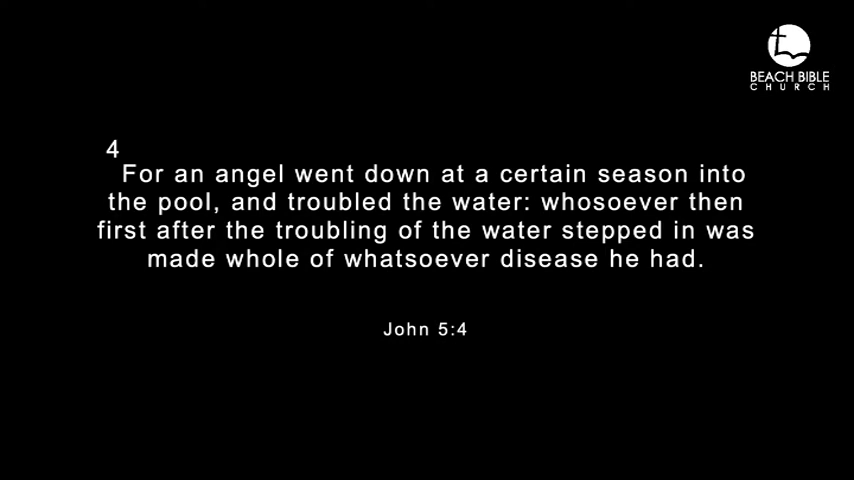 BEACH BIBLE
CHURCH
4
For an angel went down at a certain season into
the pool, and troubled the water: whosoever then
first after the troubling of the water stepped in was
made whole of whatsoever disease he had.
John 5:4